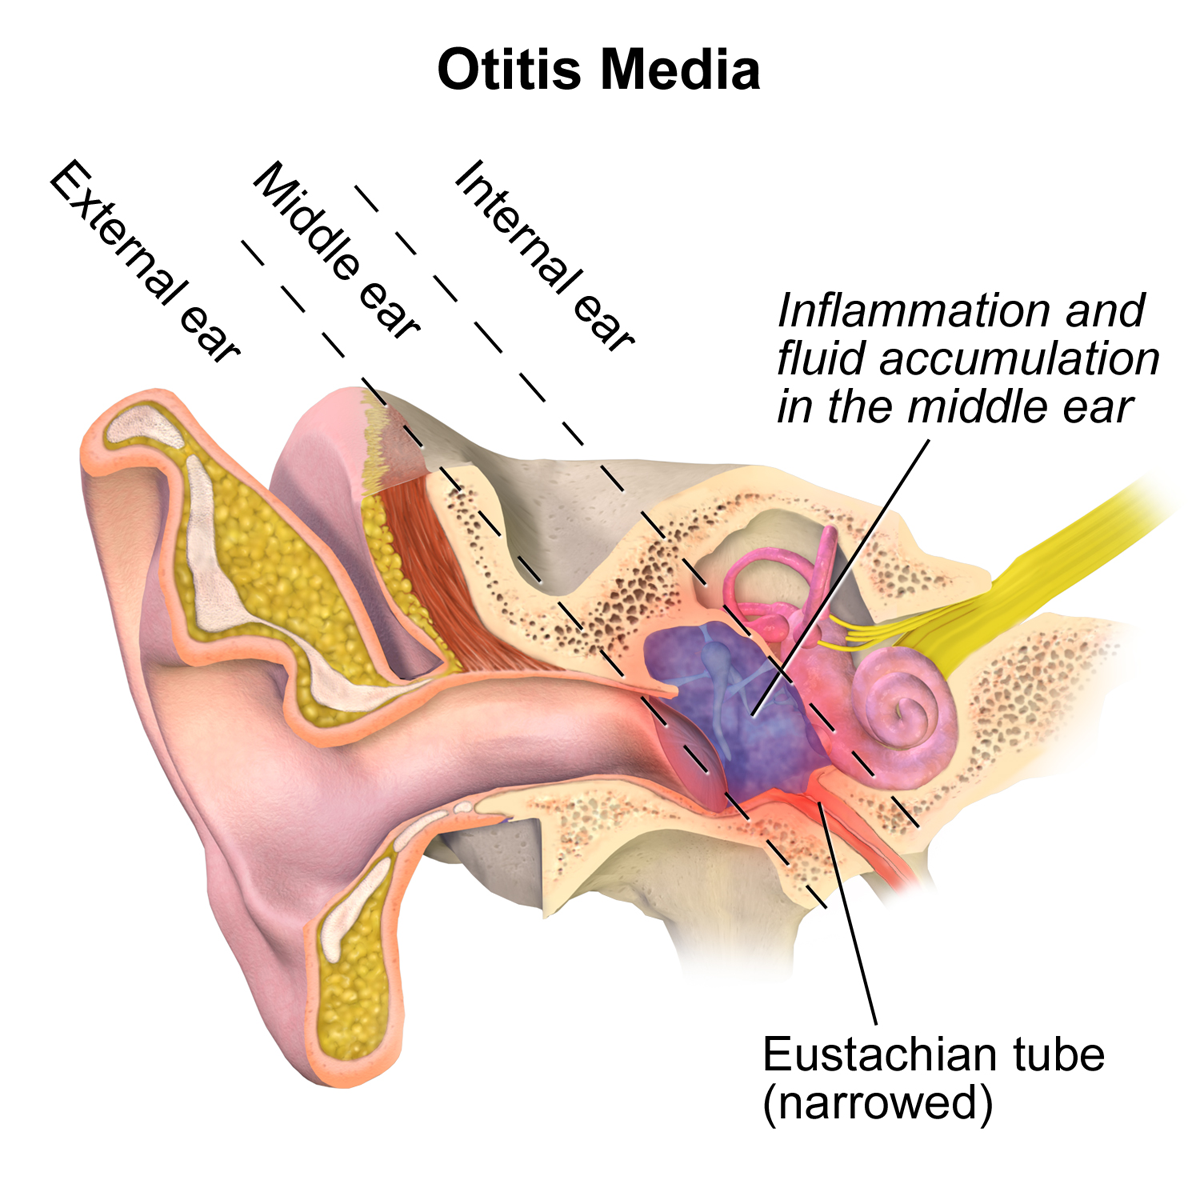 Otitis Media
External ear
Middle ear
Internal ear
Inflammation and
fluid accumulation
in the middle ear
Eustachian tube
(narrowed)